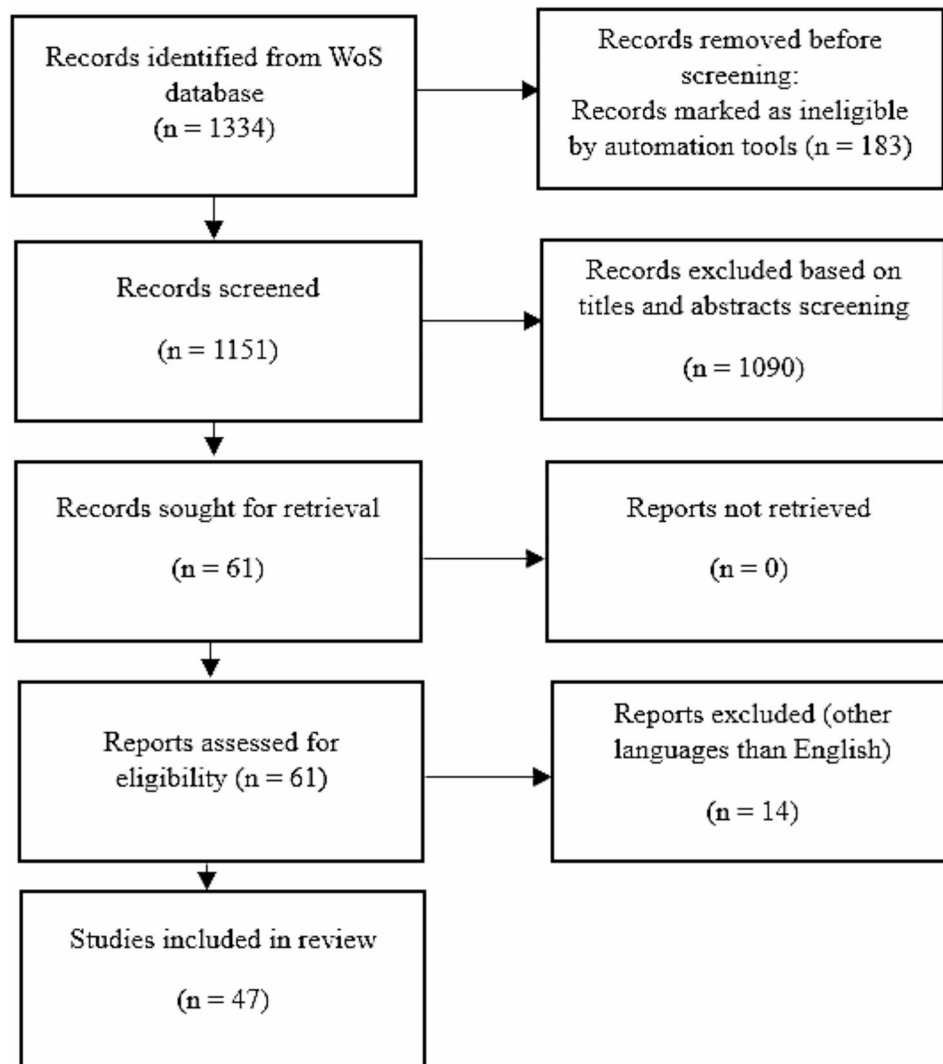 Records identified from WoS
database
(n = 1334)
Records removed before
screening:
Records marked as ineligible
by automation tools (n = 183)
Records screened
(n = 1151)
Records excluded based on
titles and abstracts screening
(n = 1090)
Records sought for retrieval
(n = 61)
Reports not retrieved
(n = 0)
Reports assessed for
eligibility (n = 61)
Reports excluded (other
languages than English)
(n = 14)
Studies included in review
(n = 47)